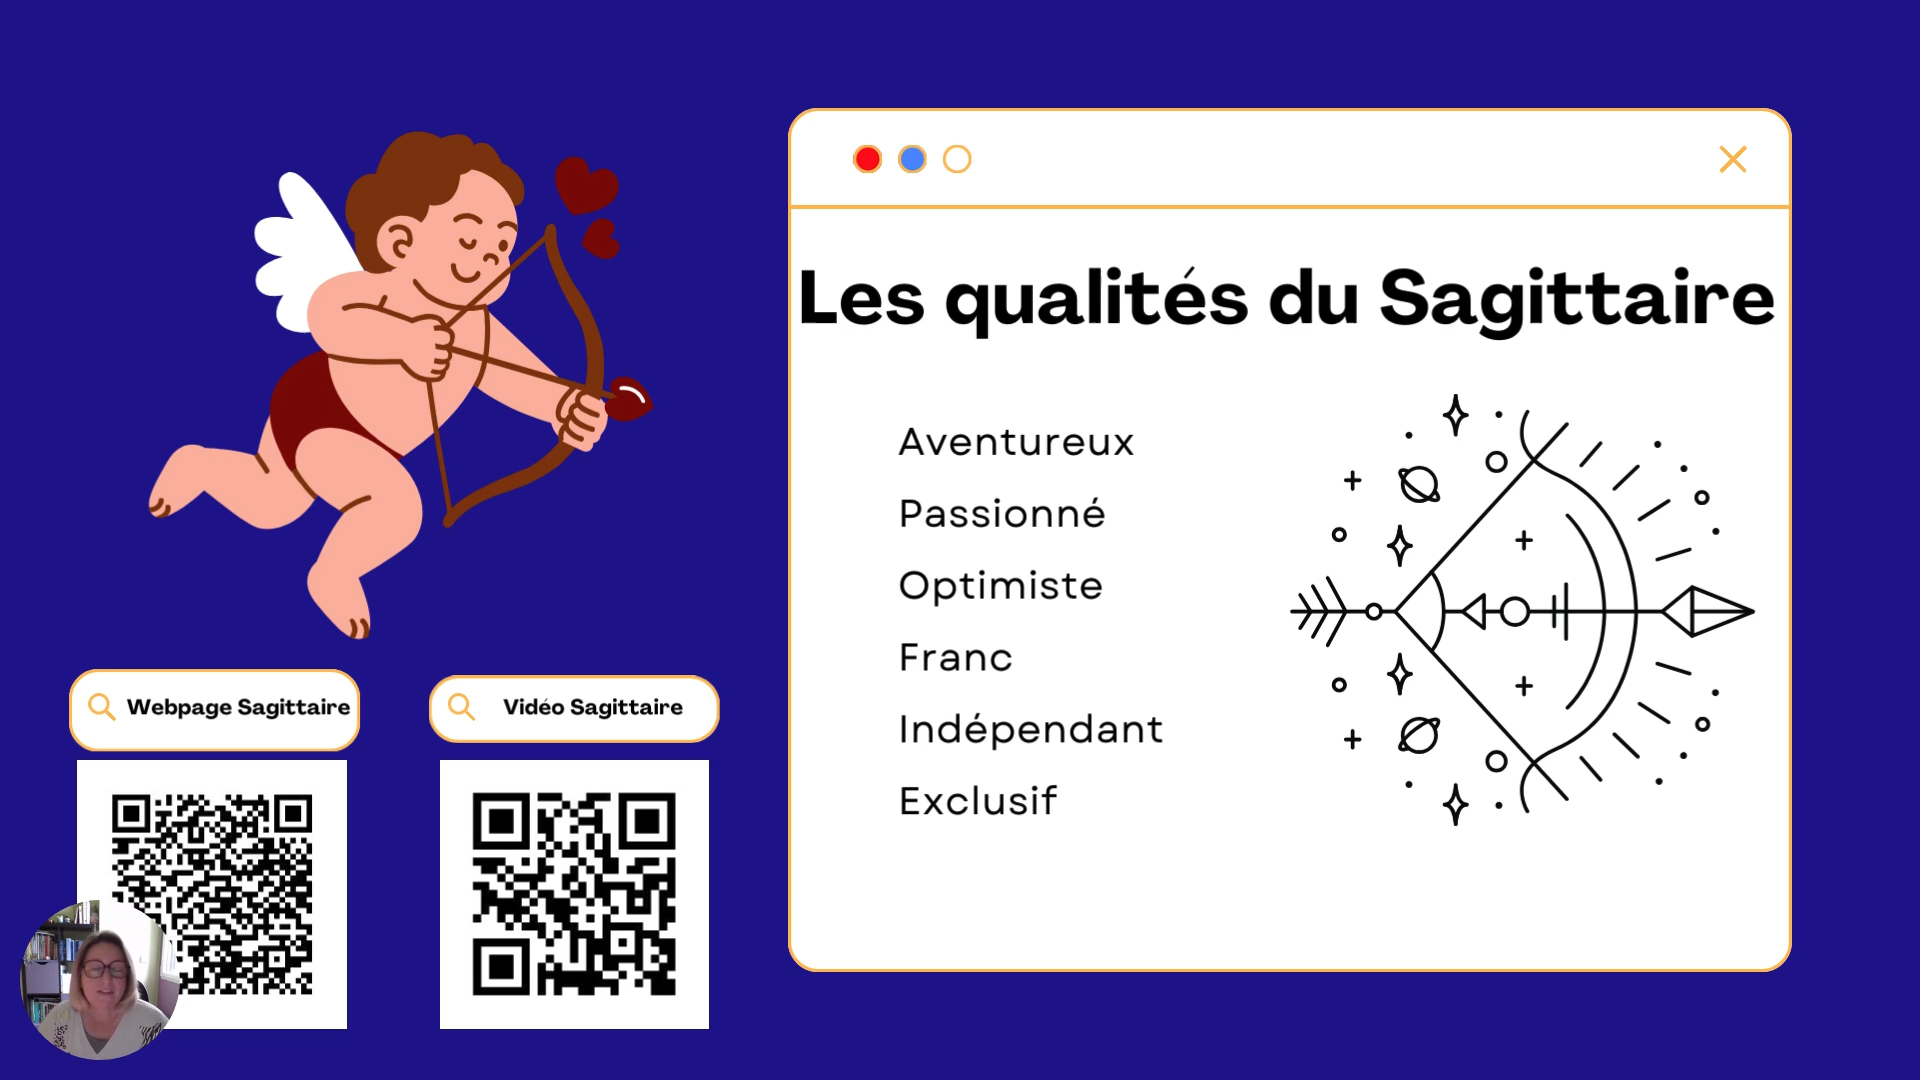 Les qualités du Sagittaire
Aventureux
Passionné
Optimiste
Franc
Indépendant
Exclusif
Webpage Sagittaire
Vidéo Sagittaire